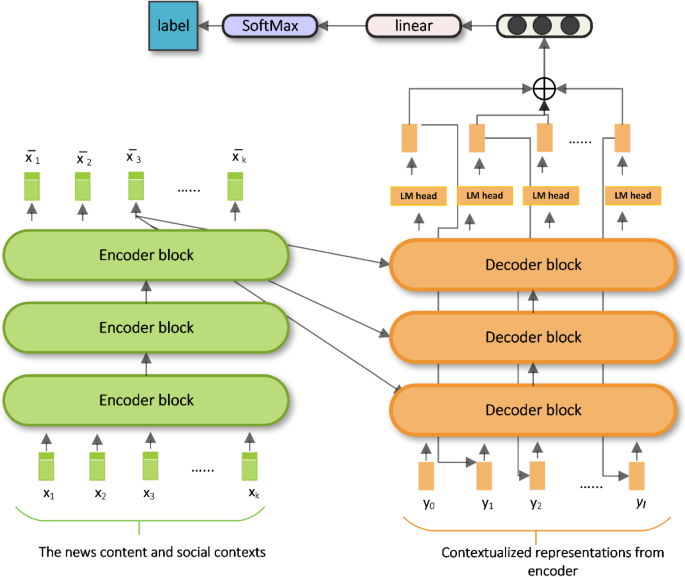 label
SoftMax
linear
x̄1 x̄2 x̄3 x̄k
......
......
LM head LM head LM head LM head
Encoder block
Decoder block
Encoder block
Decoder block
Encoder block
Decoder block
......
x1 x2 x3 xk
......
y0 y1 y2 yl
The news content and social contexts
Contextualized representations from
encoder